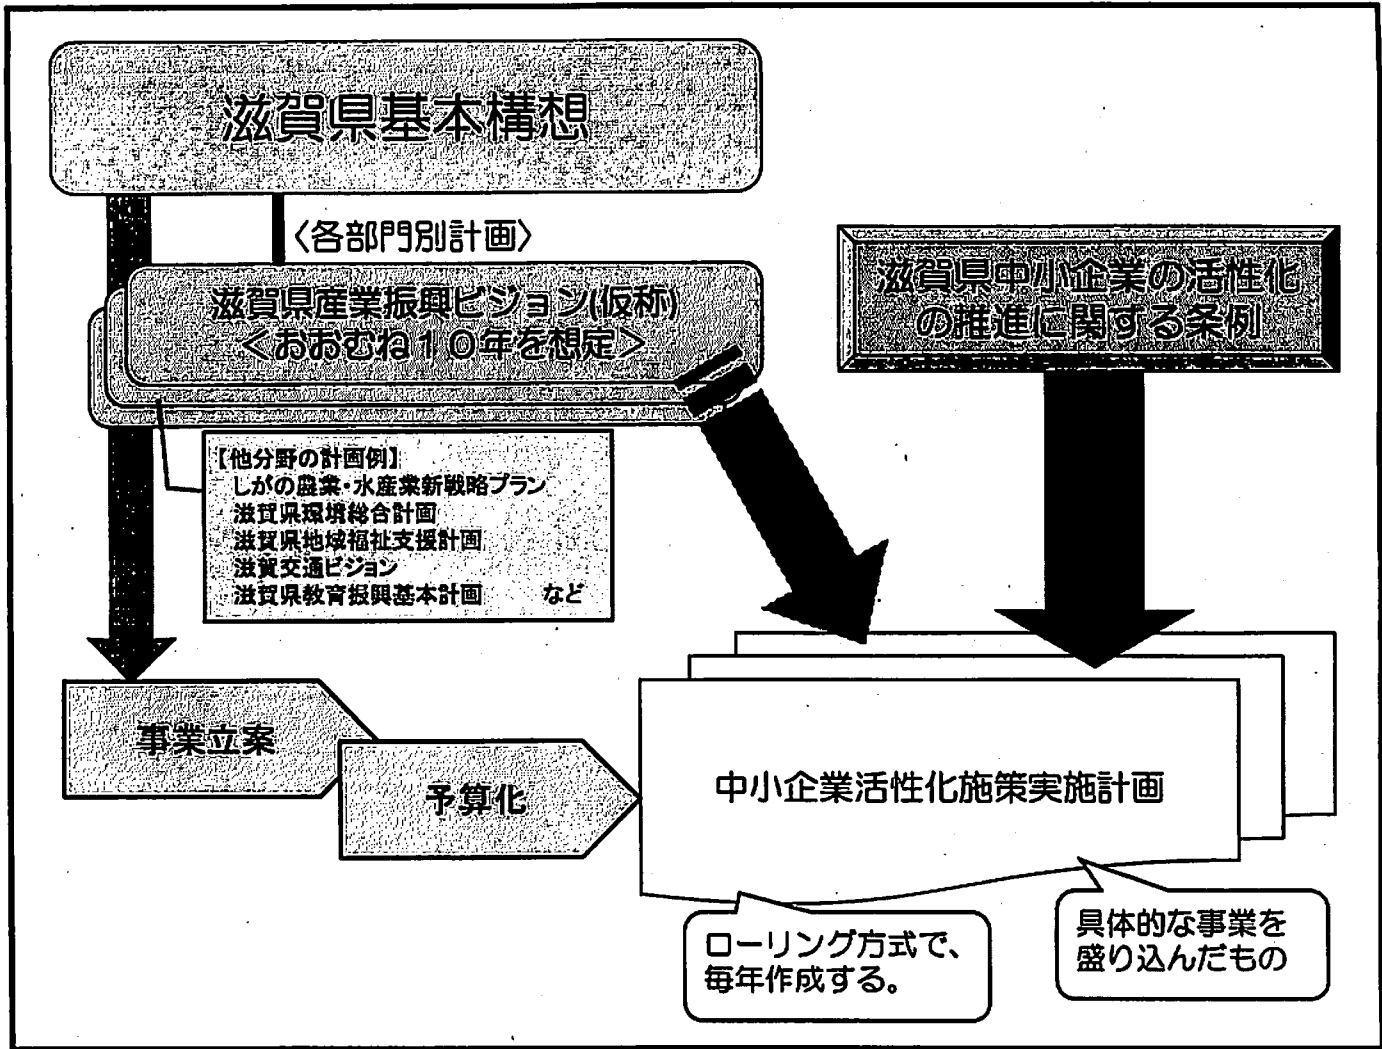 滋賀県基本構想
〈各部門別計画〉
滋賀県産業振興ビジョン(仮称)
＜おおむね１０年を想定＞
滋賀県中小企業の活性化
の推進に関する条例
【他分野の計画例】
しがの農業・水産業新戦略プラン
滋賀県環境総合計画
滋賀県地域福祉支援計画
滋賀交通ビジョン
滋賀県教育振興基本計画　など
事業立案
予算化
中小企業活性化施策実施計画
ローリング方式で、
毎年作成する。
具体的な事業を
盛り込んだもの